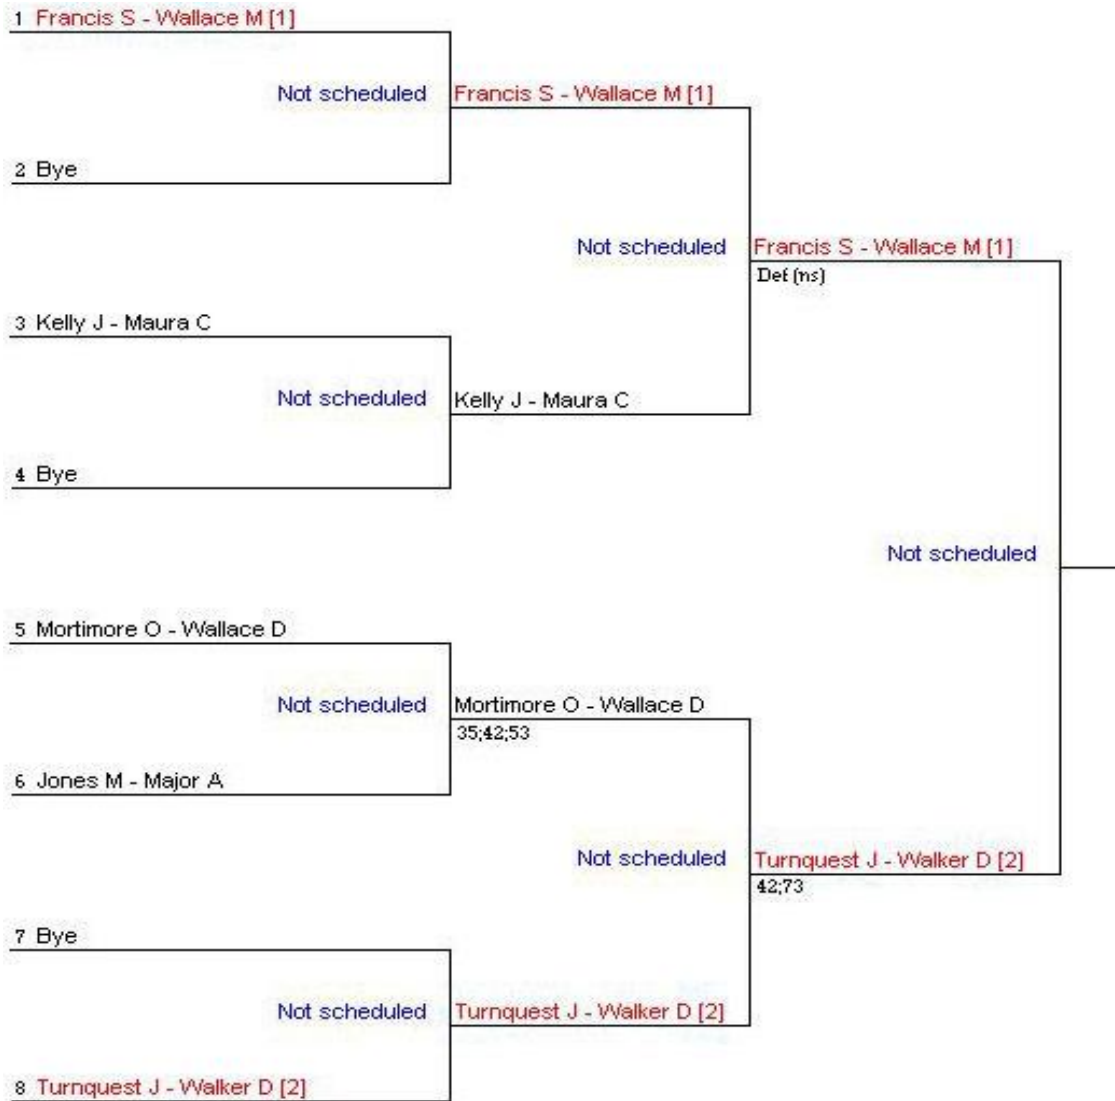 1 Francis S - Wallace M [1]
Not scheduled
Francis S - Wallace M [1]
2 Bye
Not scheduled
Francis S - Wallace M [1]
Def (ns)
3 Kelly J - Maura C
Not scheduled
Kelly J - Maura C
4 Bye
Not scheduled
5 Mortimore O - Wallace D
Not scheduled
Mortimore O - Wallace D
35;42;53
6 Jones M - Major A
Not scheduled
Turnquest J - Walker D [2]
42;73
7 Bye
Not scheduled
Turnquest J - Walker D [2]
8 Turnquest J - Walker D [2]